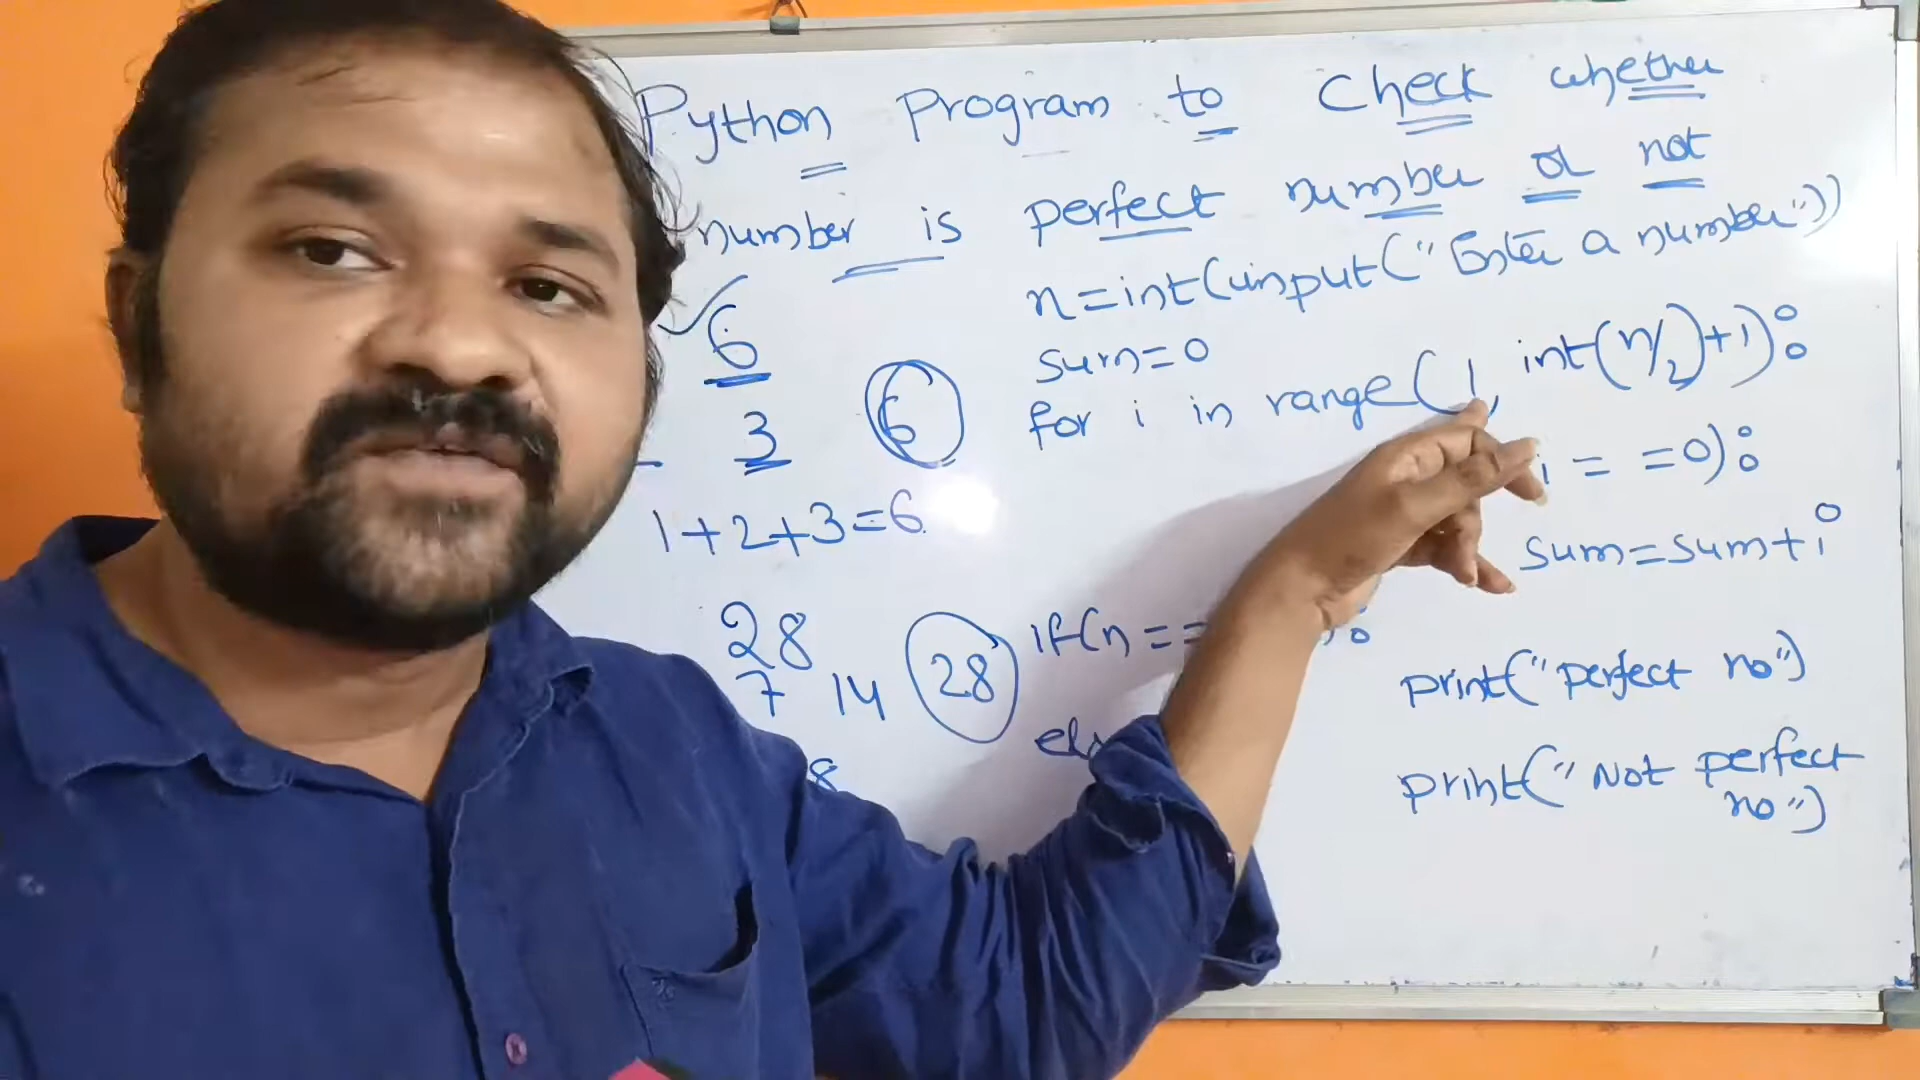 Python Program to Check whether
number is perfect number or not
6
3 6
1+2+3=6
28
7 14 28
8
n=int(input("Enter a number"))
sum=0
for i in range(1, int(n/2)+1):
i = =0):
sum=sum+i
if(n ==
:
print("perfect no")
print("Not perfect
no")